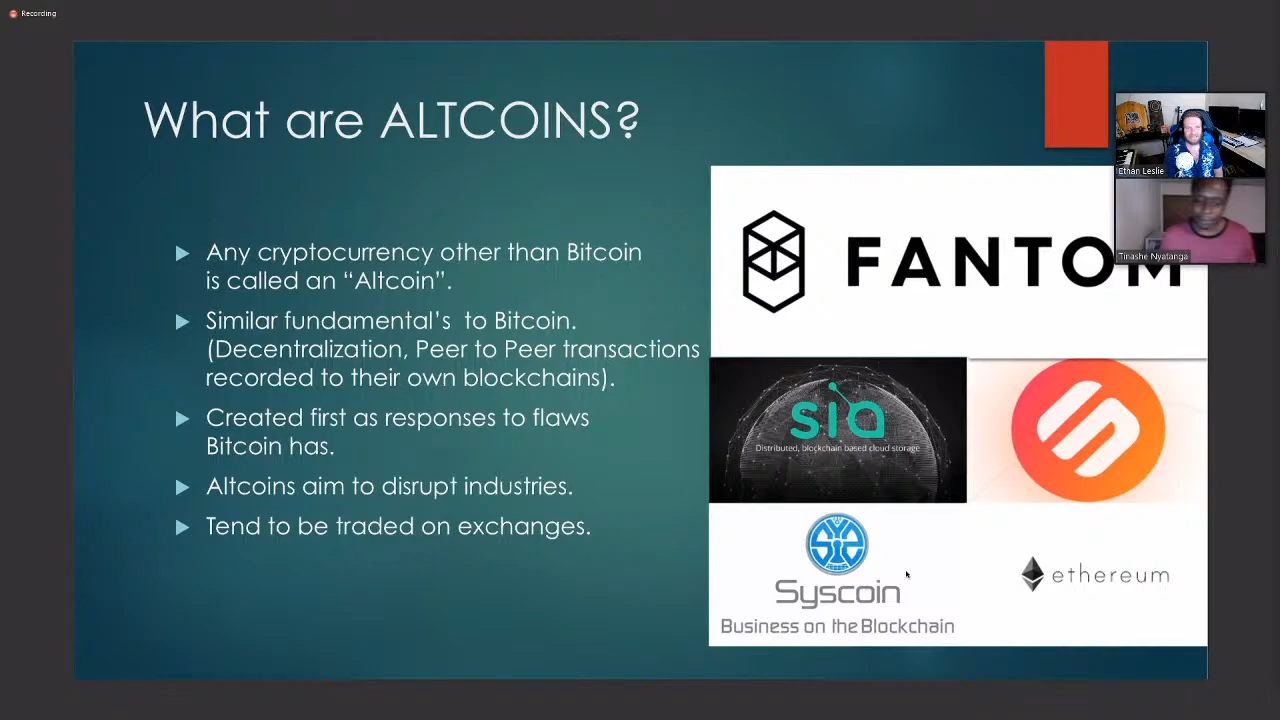 Recording
What are ALTCOINS?
Any cryptocurrency other than Bitcoin
is called an “Altcoin”.
Similar fundamental’s  to Bitcoin.
(Decentralization, Peer to Peer transactions
recorded to their own blockchains).
Created first as responses to flaws
Bitcoin has.
Altcoins aim to disrupt industries.
Tend to be traded on exchanges.
Ethan Leslie
Tinashe Nyatanga
FANTOM
sia
Distributed, blockchain based cloud storage
Syscoin
Business on the Blockchain
ethereum